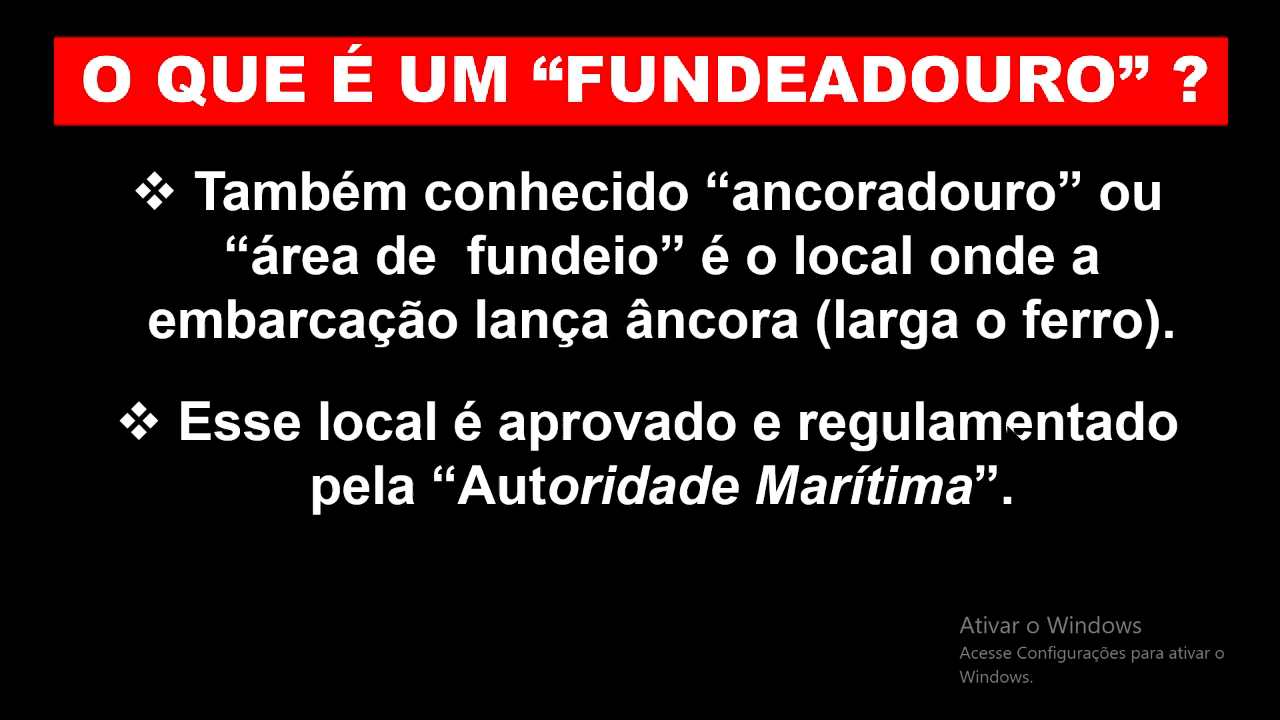 O QUE É UM “FUNDEADOURO” ?
❖ Também conhecido “ancoradouro” ou
“área de fundeio” é o local onde a
embarcação lança âncora (larga o ferro).
❖ Esse local é aprovado e regulamentado
pela “Autoridade Marítima”.
Ativar o Windows
Acesse Configurações para ativar o
Windows.